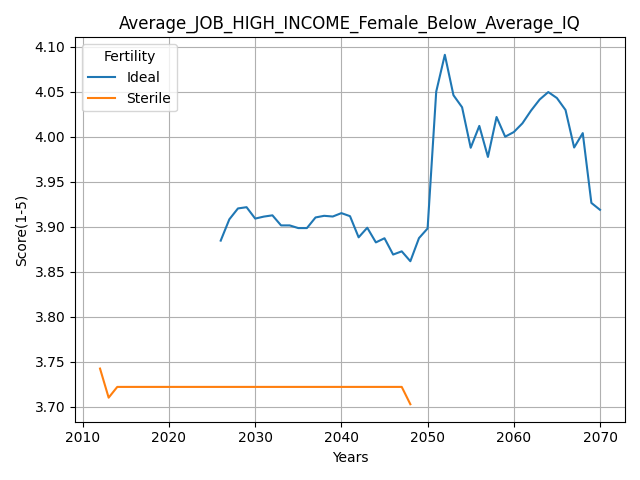 Average_JOB_HIGH_INCOME_Female_Below_Average_IQ
Fertility
Ideal
Sterile
4.10
4.05
4.00
3.95
3.90
3.85
3.80
3.75
3.70
Score(1-5)
2010 2020 2030 2040 2050 2060 2070
Years